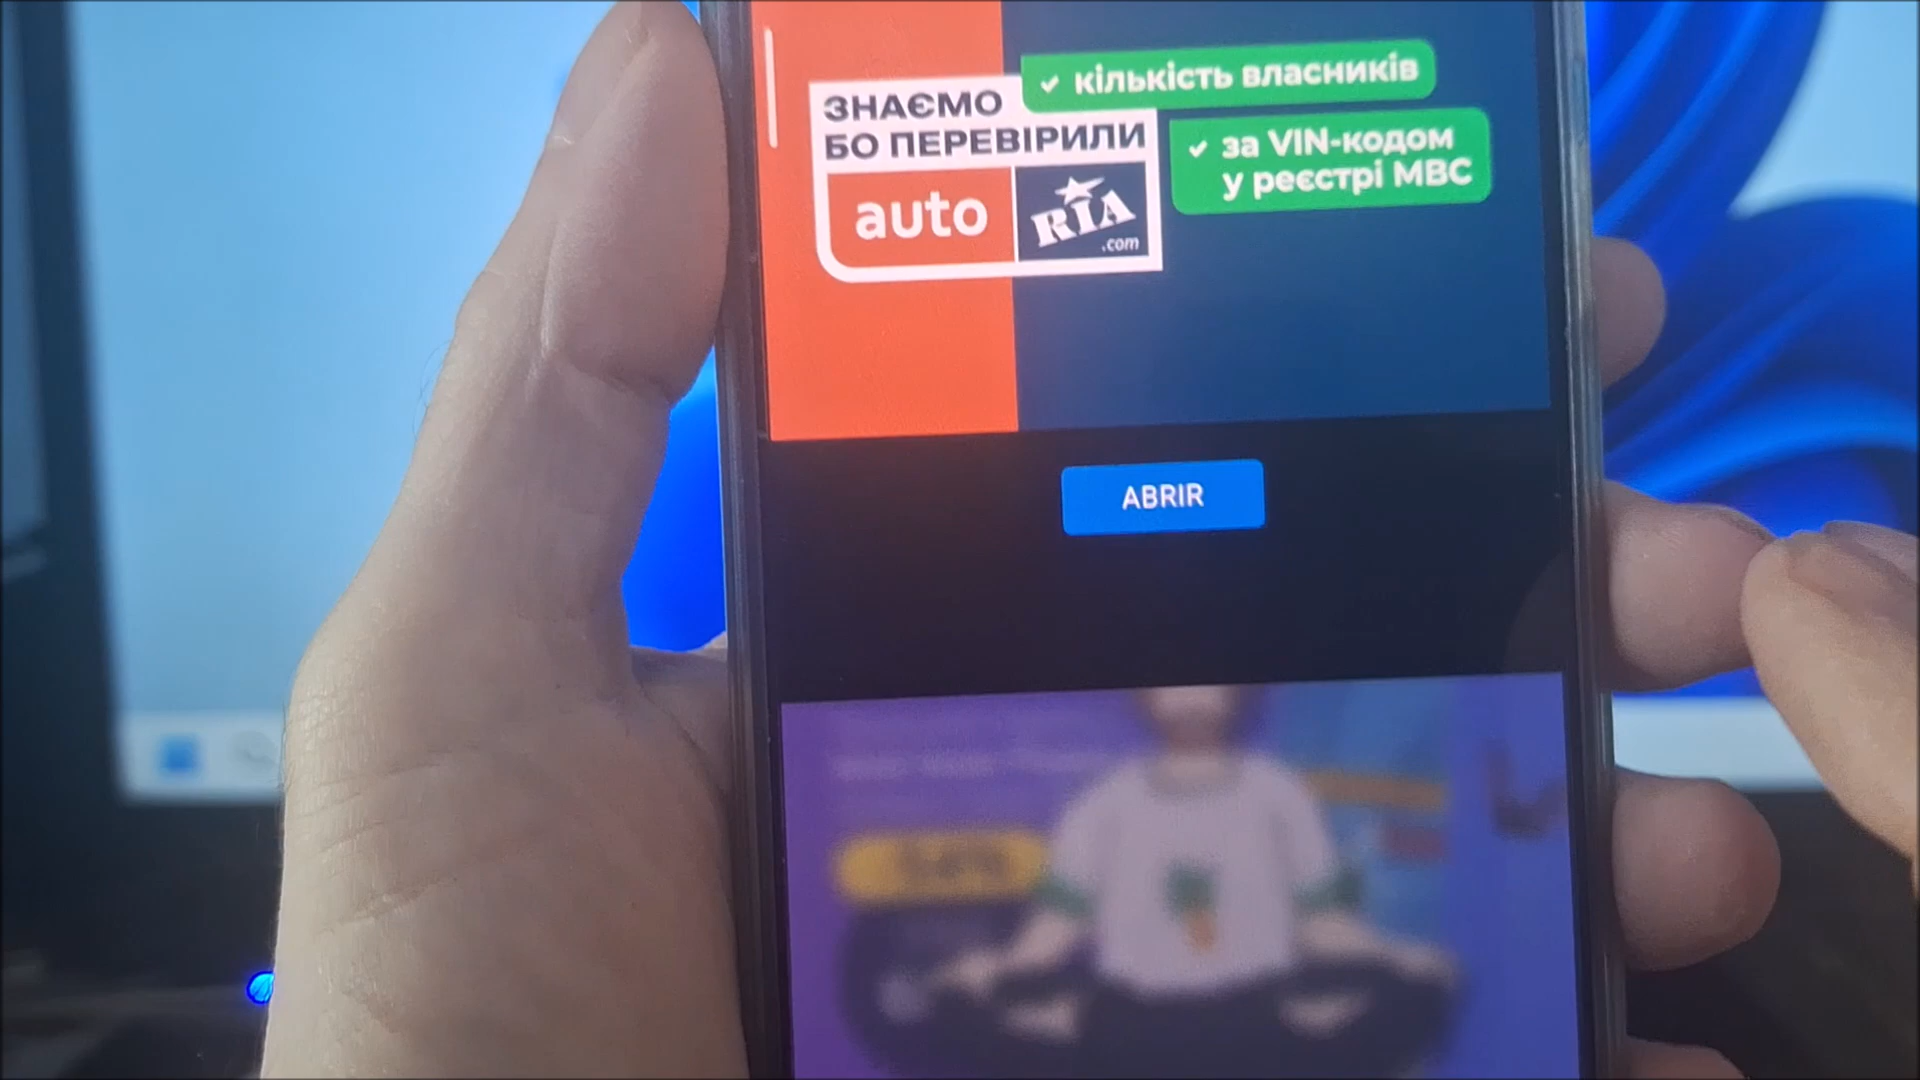 кількість власників
ЗНАЄМО
БО ПЕРЕВІРИЛИ
за VIN-кодом
у реєстрі МВС
auto
RIA
.com
ABRIR